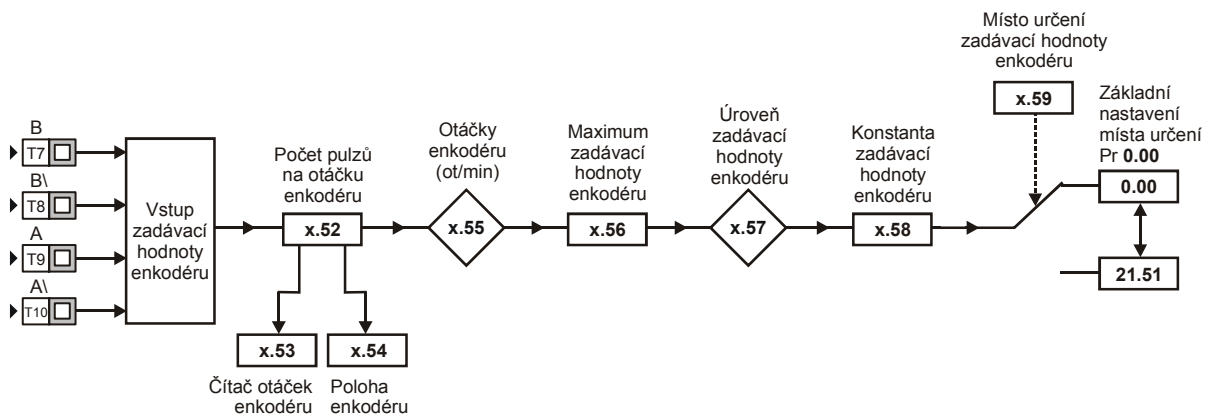 B
T7
B\
T8
A
T9
A\
T10
Vstup
zadávací
hodnoty
enkodéru
Počet pulzů
na otáčku
enkodéru
x.52
x.53
Čítač otáček
enkodéru
x.54
Poloha
enkodéru
Otáčky
enkodéru
(ot/min)
x.55
Maximum
zadávací
hodnoty
enkodéru
x.56
Úroveň
zadávací
hodnoty
enkodéru
x.57
Konstanta
zadávací
hodnoty
enkodéru
x.58
Místo určení
zadávací hodnoty
enkodéru
x.59
Základní
nastavení
místa určení
Pr 0.00
0.00
21.51